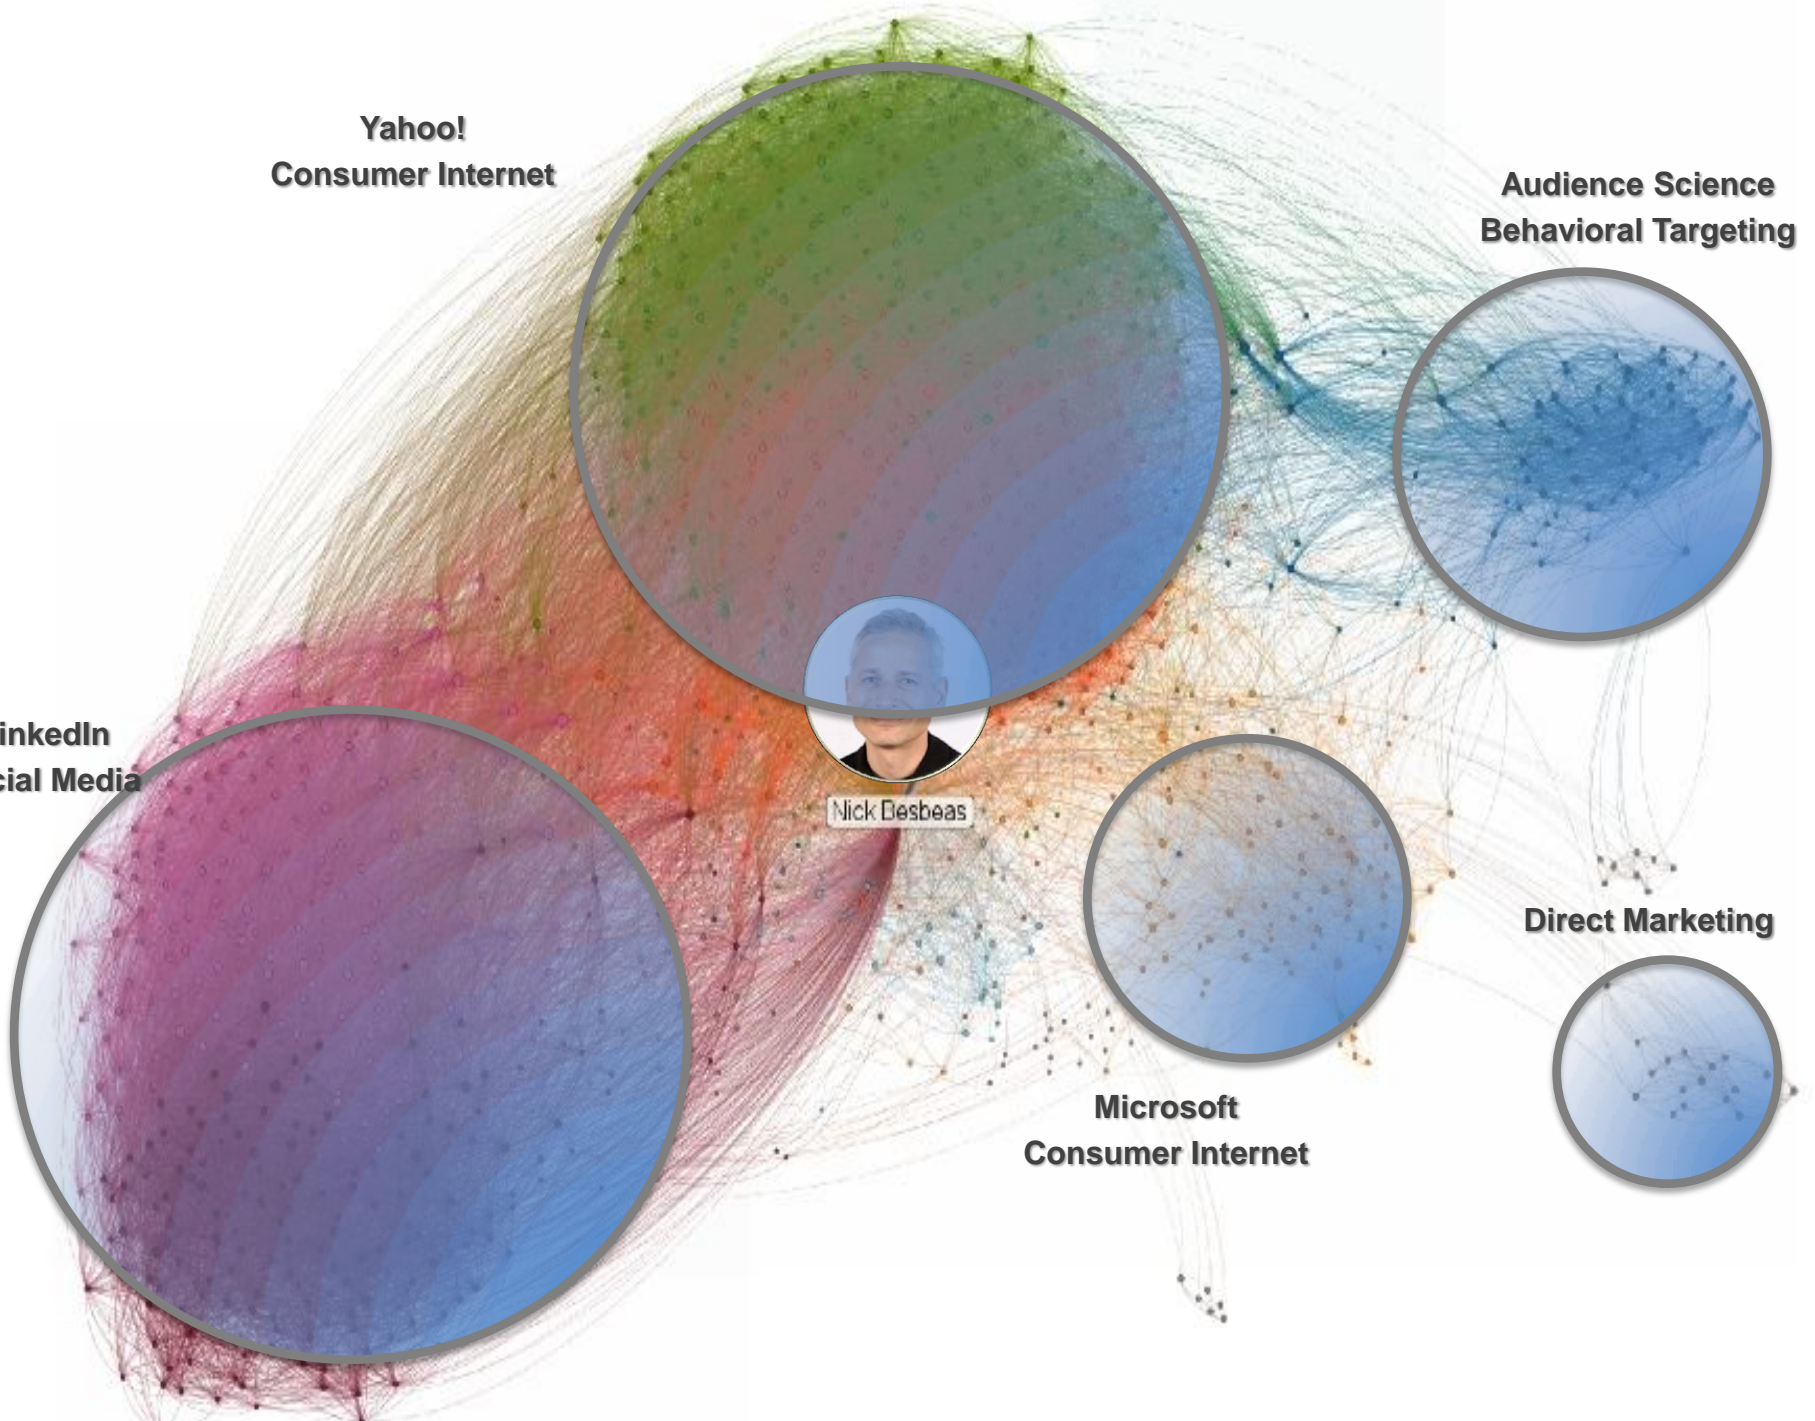 Yahoo!
Consumer Internet
Audience Science
Behavioral Targeting
inkedIn
cial Media
Nick Besbeas
Direct Marketing
Microsoft
Consumer Internet